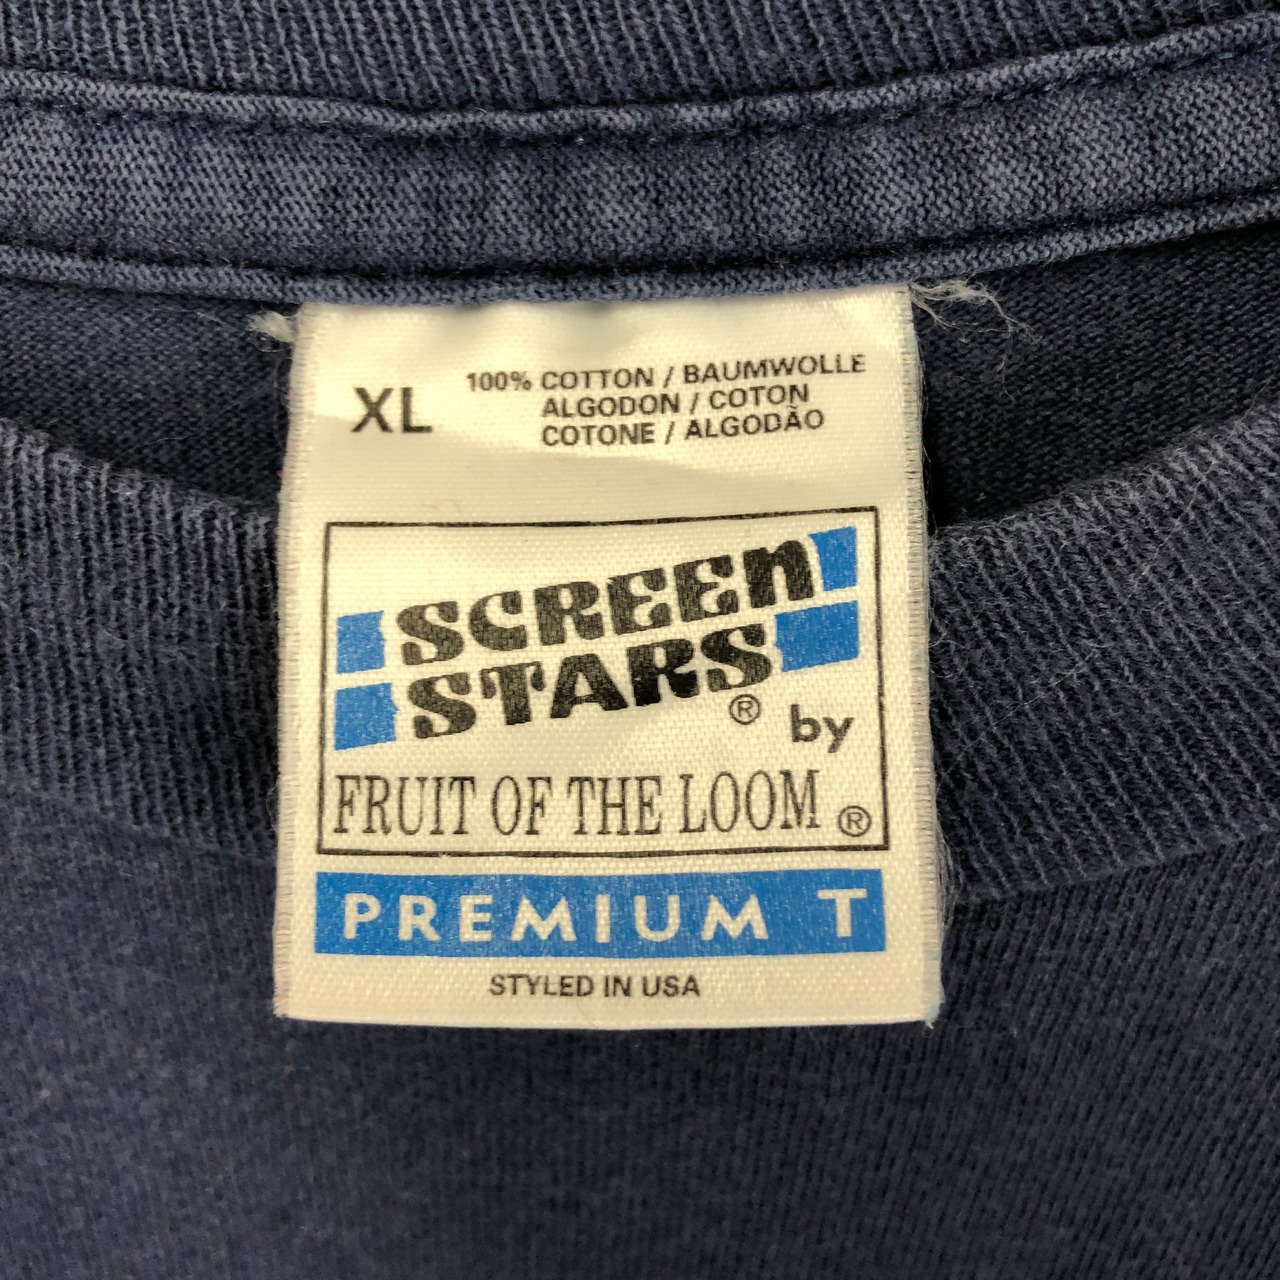 XL
100% COTTON / BAUMWOLLE
ALGODON / COTON
COTONE / ALGODÃO
SCREEN
STARS® by
FRUIT OF THE LOOM®
PREMIUM T
STYLED IN USA